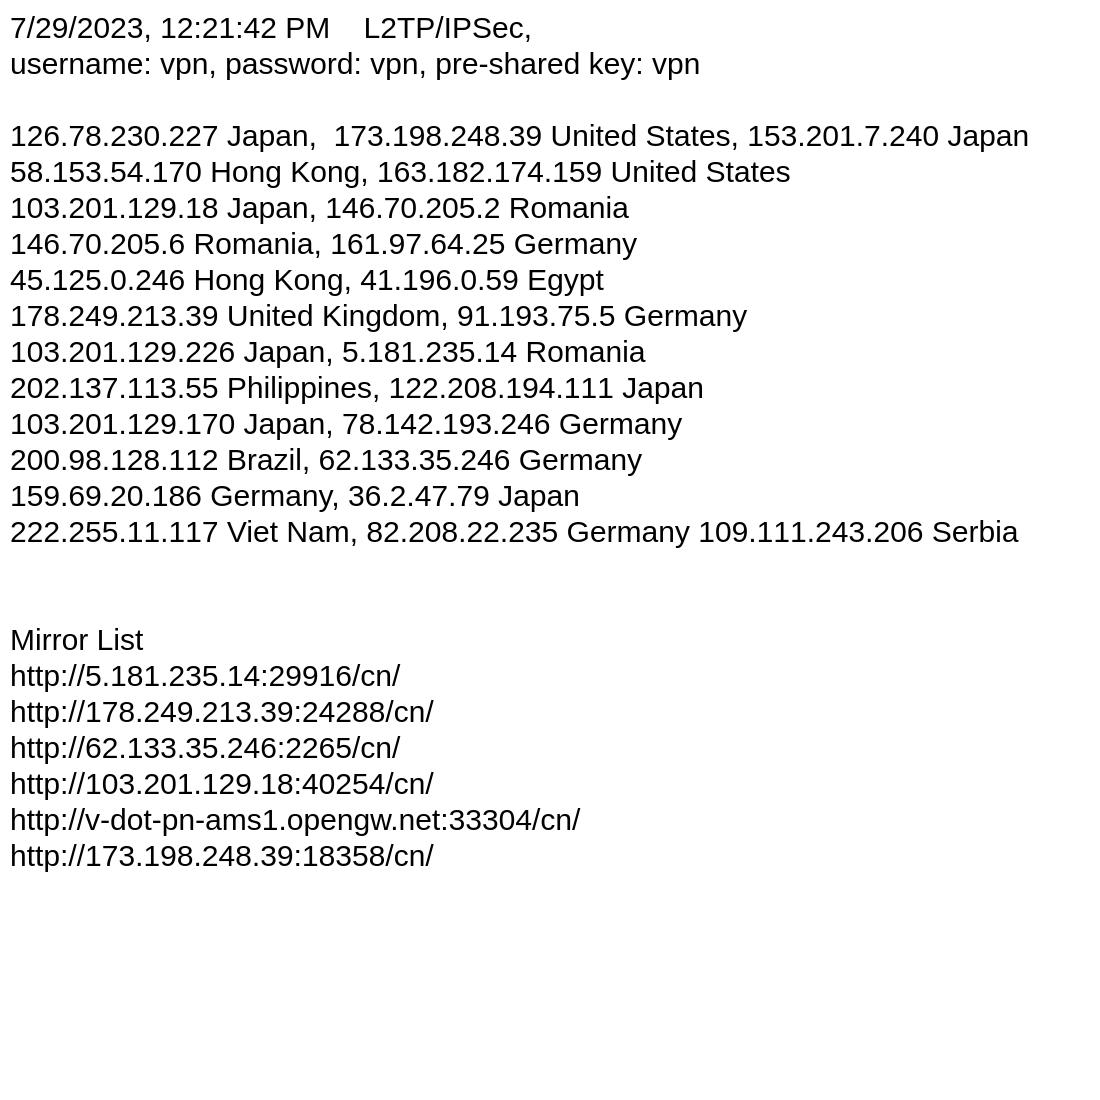 7/29/2023, 12:21:42 PM    L2TP/IPSec,
username: vpn, password: vpn, pre-shared key: vpn
126.78.230.227 Japan,  173.198.248.39 United States, 153.201.7.240 Japan
58.153.54.170 Hong Kong, 163.182.174.159 United States
103.201.129.18 Japan, 146.70.205.2 Romania
146.70.205.6 Romania, 161.97.64.25 Germany
45.125.0.246 Hong Kong, 41.196.0.59 Egypt
178.249.213.39 United Kingdom, 91.193.75.5 Germany
103.201.129.226 Japan, 5.181.235.14 Romania
202.137.113.55 Philippines, 122.208.194.111 Japan
103.201.129.170 Japan, 78.142.193.246 Germany
200.98.128.112 Brazil, 62.133.35.246 Germany
159.69.20.186 Germany, 36.2.47.79 Japan
222.255.11.117 Viet Nam, 82.208.22.235 Germany 109.111.243.206 Serbia
Mirror List
http://5.181.235.14:29916/cn/
http://178.249.213.39:24288/cn/
http://62.133.35.246:2265/cn/
http://103.201.129.18:40254/cn/
http://v-dot-pn-ams1.opengw.net:33304/cn/
http://173.198.248.39:18358/cn/